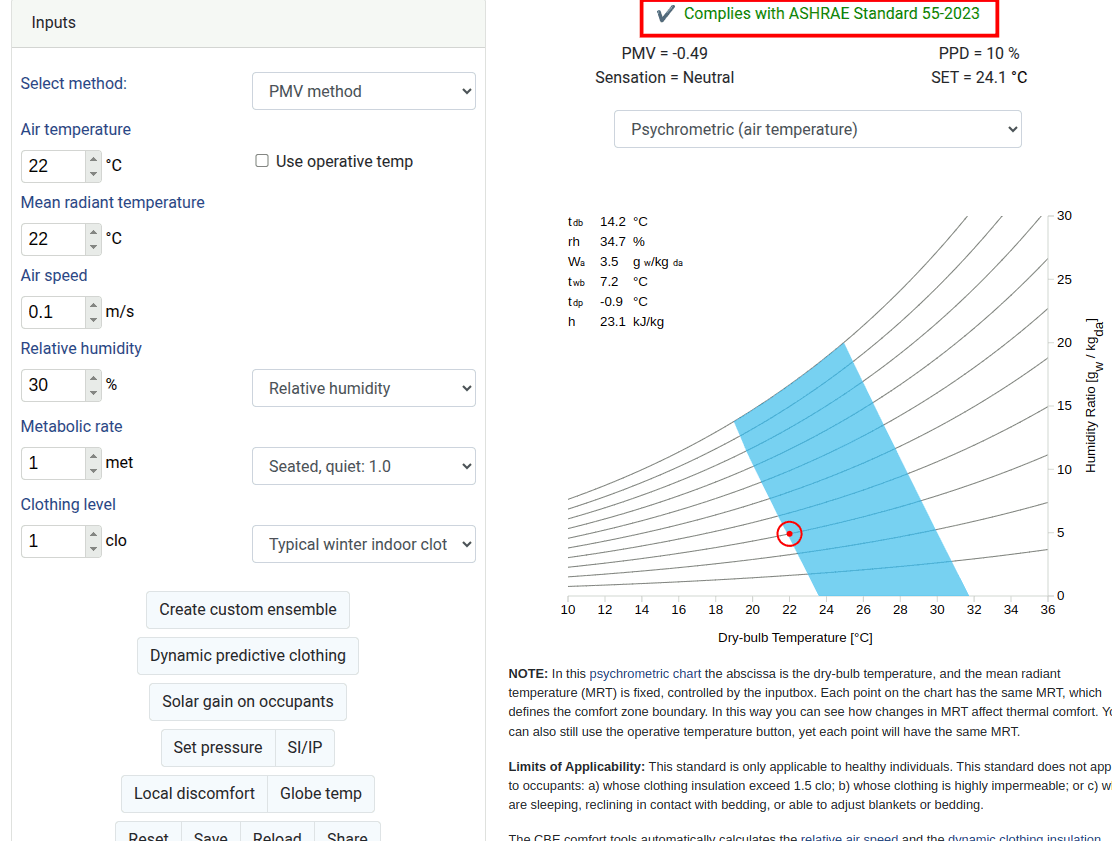 Inputs
Select method:
PMV method
Air temperature
22 °C
Use operative temp
Mean radiant temperature
22 °C
Air speed
0.1 m/s
Relative humidity
30 %
Relative humidity
Metabolic rate
1 met
Seated, quiet: 1.0
Clothing level
1 clo
Typical winter indoor clot
Create custom ensemble
Dynamic predictive clothing
Solar gain on occupants
Set pressure SI/IP
Local discomfort Globe temp
Reset Save Reload Share
✔ Complies with ASHRAE Standard 55-2023
PMV = -0.49 PPD = 10 %
Sensation = Neutral SET = 24.1 °C
Psychrometric (air temperature)
t db 14.2 °C
rh 34.7 %
W a 3.5 g w/kg da
t wb 7.2 °C
t dp -0.9 °C
h 23.1 kJ/kg
30
25
20
15
10
5
0
Humidity Ratio [g w / kg da]
10 12 14 16 18 20 22 24 26 28 30 32 34 36
Dry-bulb Temperature [°C]
NOTE: In this psychrometric chart the abscissa is the dry-bulb temperature, and the mean radiant
temperature (MRT) is fixed, controlled by the inputbox. Each point on the chart has the same MRT, which
defines the comfort zone boundary. In this way you can see how changes in MRT affect thermal comfort. Yo
can also still use the operative temperature button, yet each point will have the same MRT.
Limits of Applicability: This standard is only applicable to healthy individuals. This standard does not app
to occupants: a) whose clothing insulation exceed 1.5 clo; b) whose clothing is highly impermeable; or c) w
are sleeping, reclining in contact with bedding, or able to adjust blankets or bedding.
The CBE comfort tools automatically calculates the relative air speed and the dynamic clothing insulation